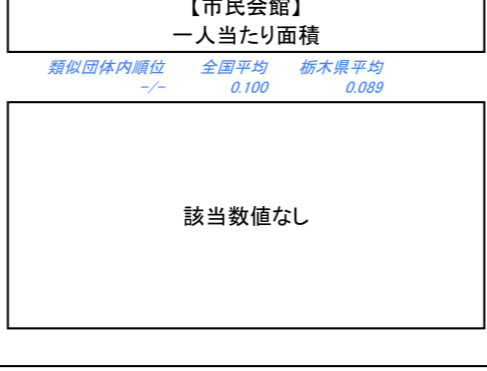 【市民会館】
一人当たり面積
類似団体内順位 全国平均 栃木県平均
-/- 0.100 0.089
該当数値なし